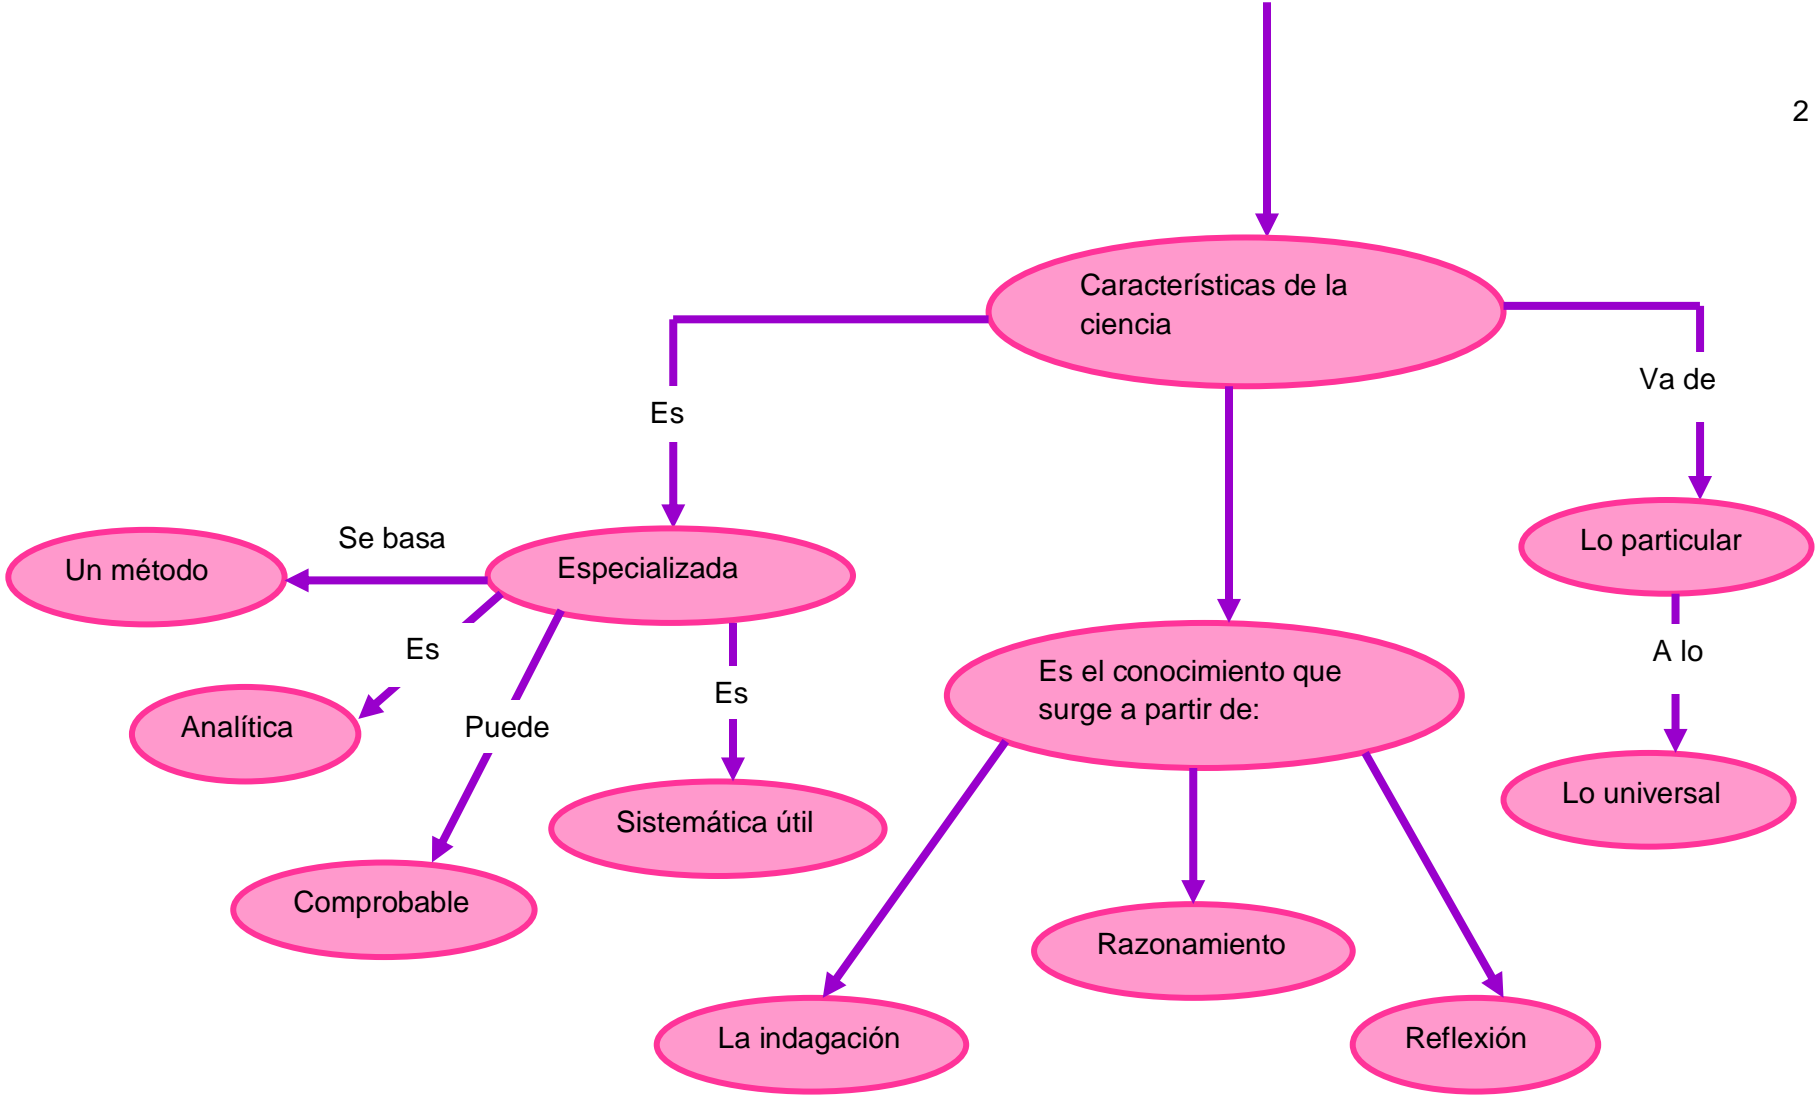 2
Características de la
ciencia
Va de
Es
Lo particular
Se basa
Especializada
Un método
Es
A lo
Es el conocimiento que
surge a partir de:
Es
Analítica
Puede
Lo universal
Sistemática útil
Comprobable
Razonamiento
La indagación
Reflexión